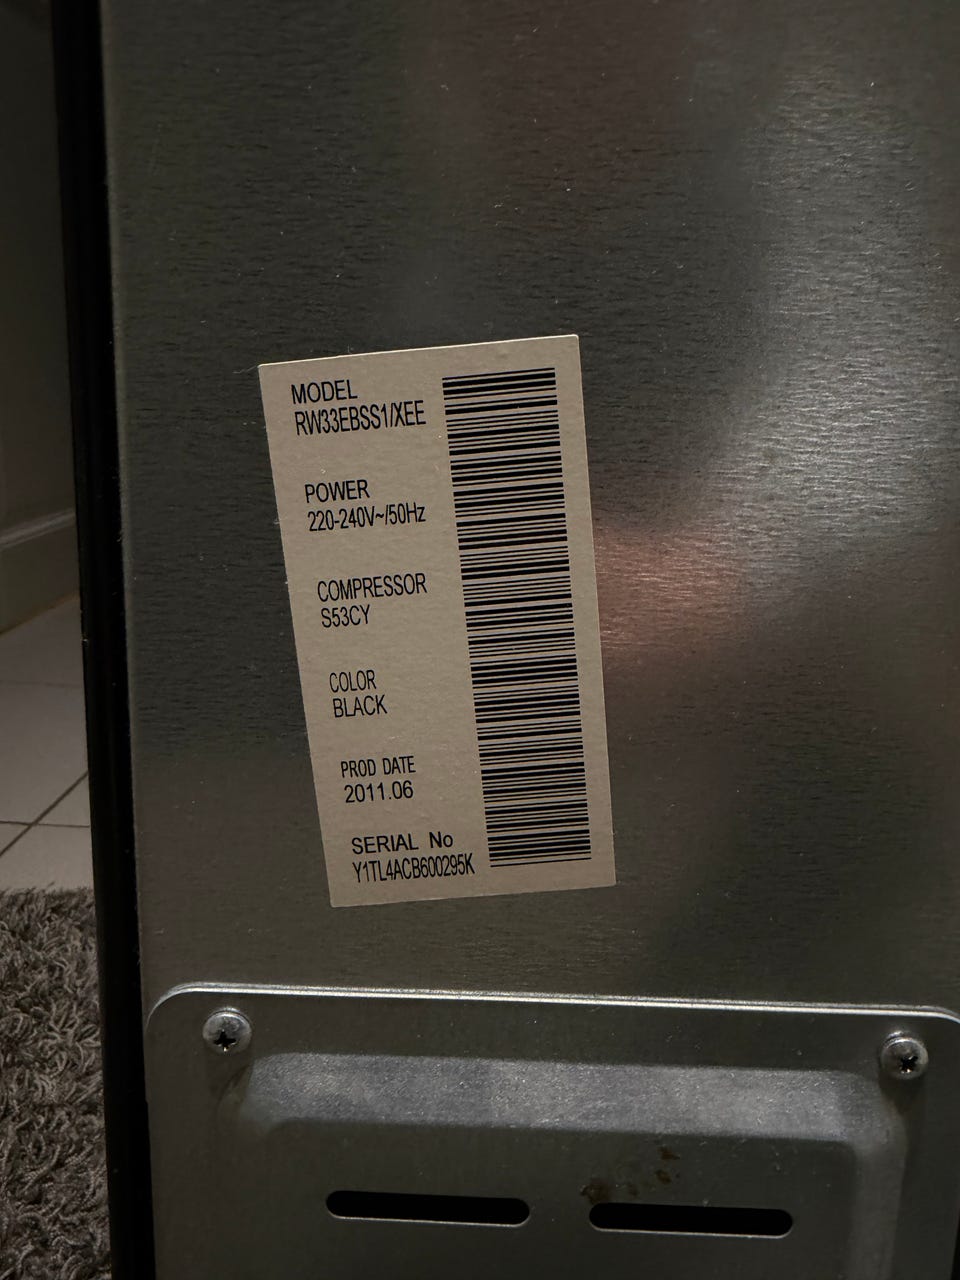 MODEL
RW33EBSS1/XEE
POWER
220-240V~/50Hz
COMPRESSOR
S53CY
COLOR
BLACK
PROD DATE
2011.06
SERIAL No
Y1TL4ACB600295K